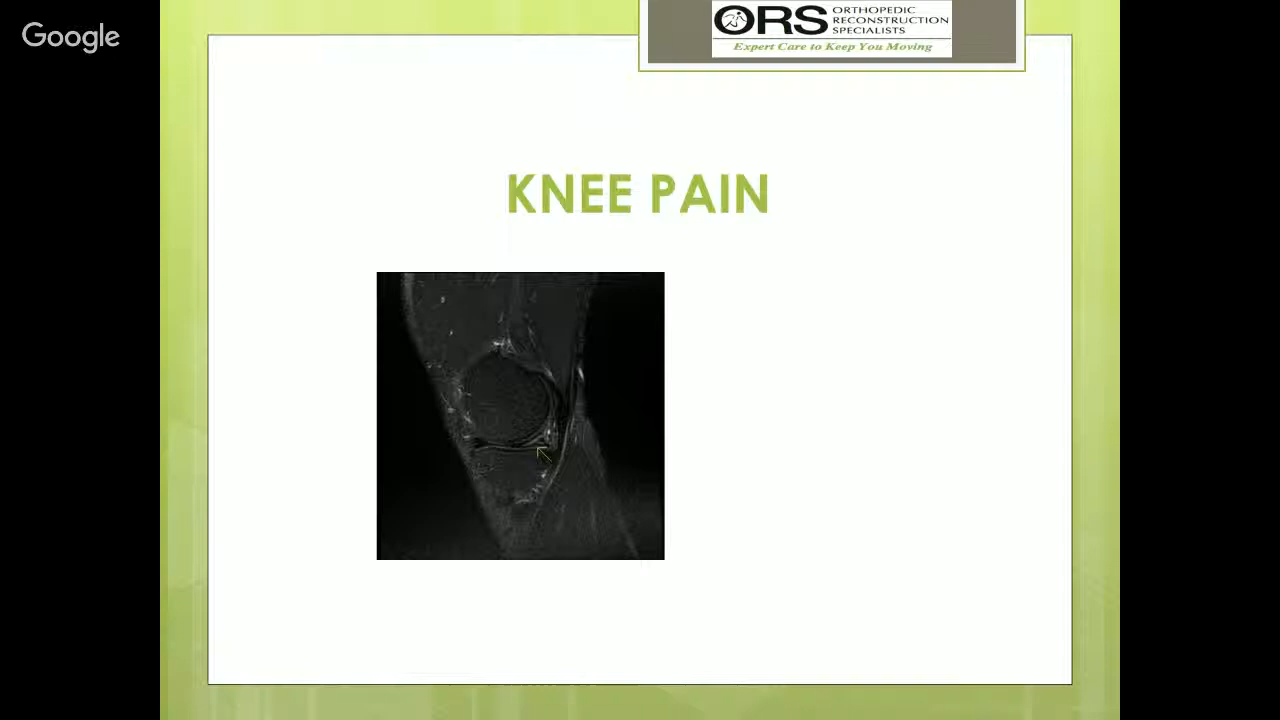 Google
ORS ORTHOPEDIC
RECONSTRUCTION
SPECIALISTS
Expert Care to Keep You Moving
KNEE PAIN